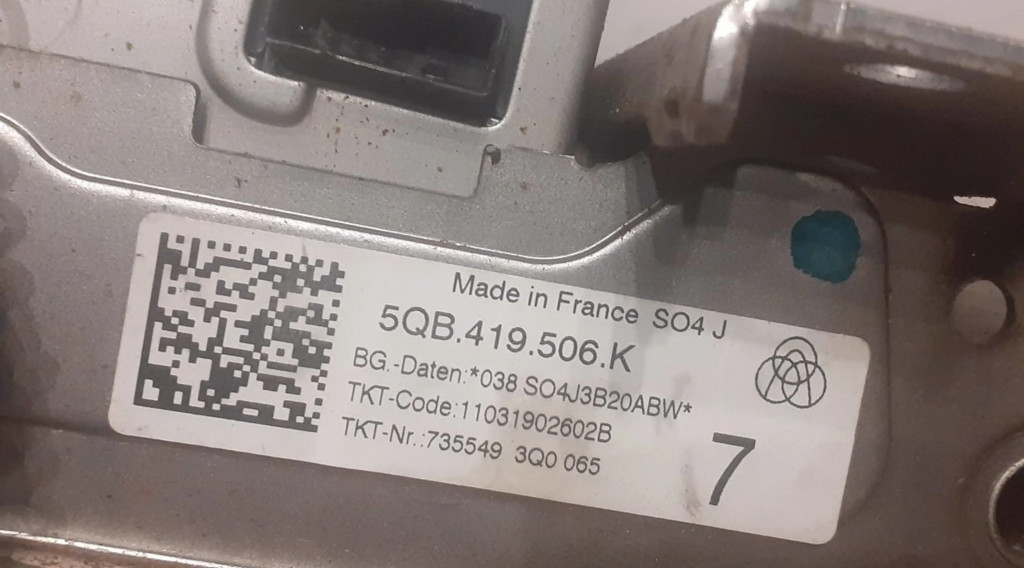 Made in France SO4 J
5QB.419.506.K
BG.-Daten:*038 SO4J3B20ABW*
TKT-Code:11031902602B
TKT-Nr.:735549 3Q0 065
7